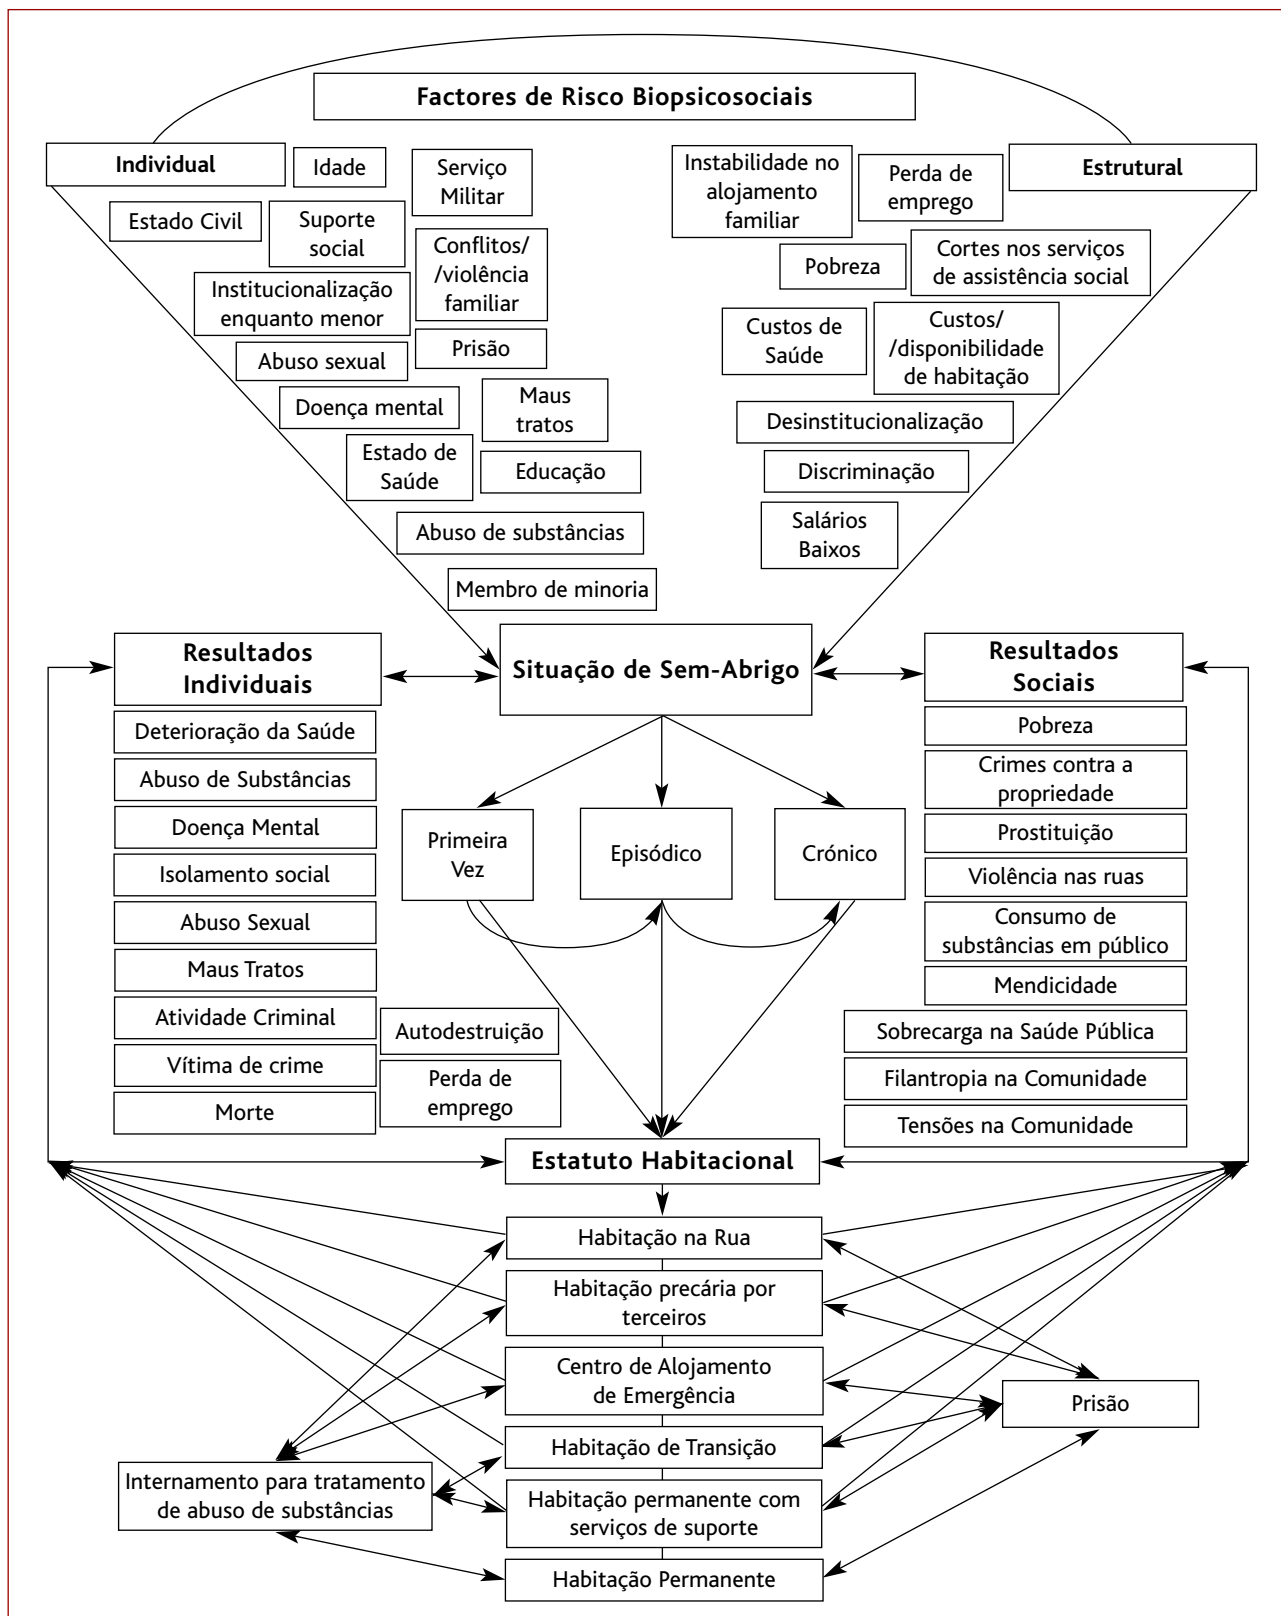 Factores de Risco Biopsicosociais
Individual
Idade
Serviço
Militar
Estado Civil
Suporte
social
Conflitos/
/violência
familiar
Institucionalização
enquanto menor
Prisão
Abuso sexual
Doença mental
Maus
tratos
Estado de
Saúde
Educação
Abuso de substâncias
Membro de minoria
Instabilidade no
alojamento
familiar
Perda de
emprego
Estrutural
Pobreza
Cortes nos serviços
de assistência social
Custos de
Saúde
Custos/
/disponibilidade
de habitação
Desinstitucionalização
Discriminação
Salários
Baixos
Resultados
Individuais
Situação de Sem-Abrigo
Resultados
Sociais
Deterioração da Saúde
Abuso de Substâncias
Doença Mental
Isolamento social
Abuso Sexual
Maus Tratos
Atividade Criminal
Vítima de crime
Morte
Autodestruição
Perda de
emprego
Primeira
Vez
Episódico
Crónico
Pobreza
Crimes contra a
propriedade
Prostituição
Violência nas ruas
Consumo de
substâncias em público
Mendicidade
Sobrecarga na Saúde Pública
Filantropia na Comunidade
Tensões na Comunidade
Estatuto Habitacional
Habitação na Rua
Habitação precária por
terceiros
Centro de Alojamento
de Emergência
Habitação de Transição
Habitação permanente com
serviços de suporte
Habitação Permanente
Internamento para tratamento
de abuso de substâncias
Prisão